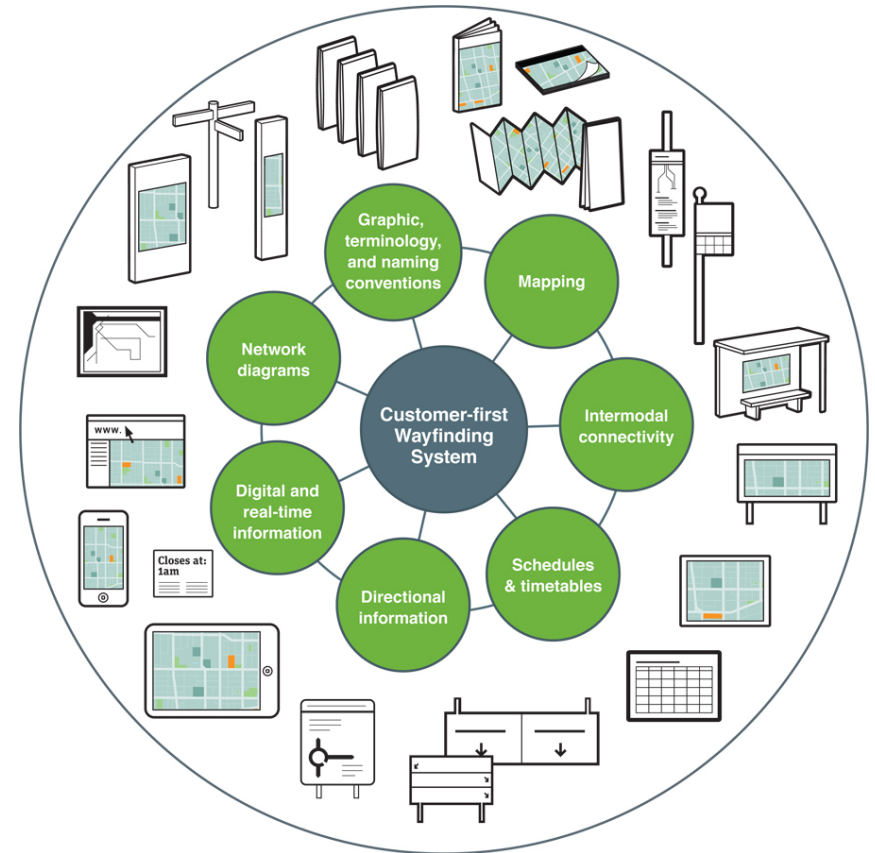 Graphic,
terminology,
and naming
conventions
Mapping
Network
diagrams
Customer-first
Wayfinding
System
Intermodal
connectivity
www.
Digital and
real-time
information
Closes at:
1am
Schedules
& timetables
Directional
information